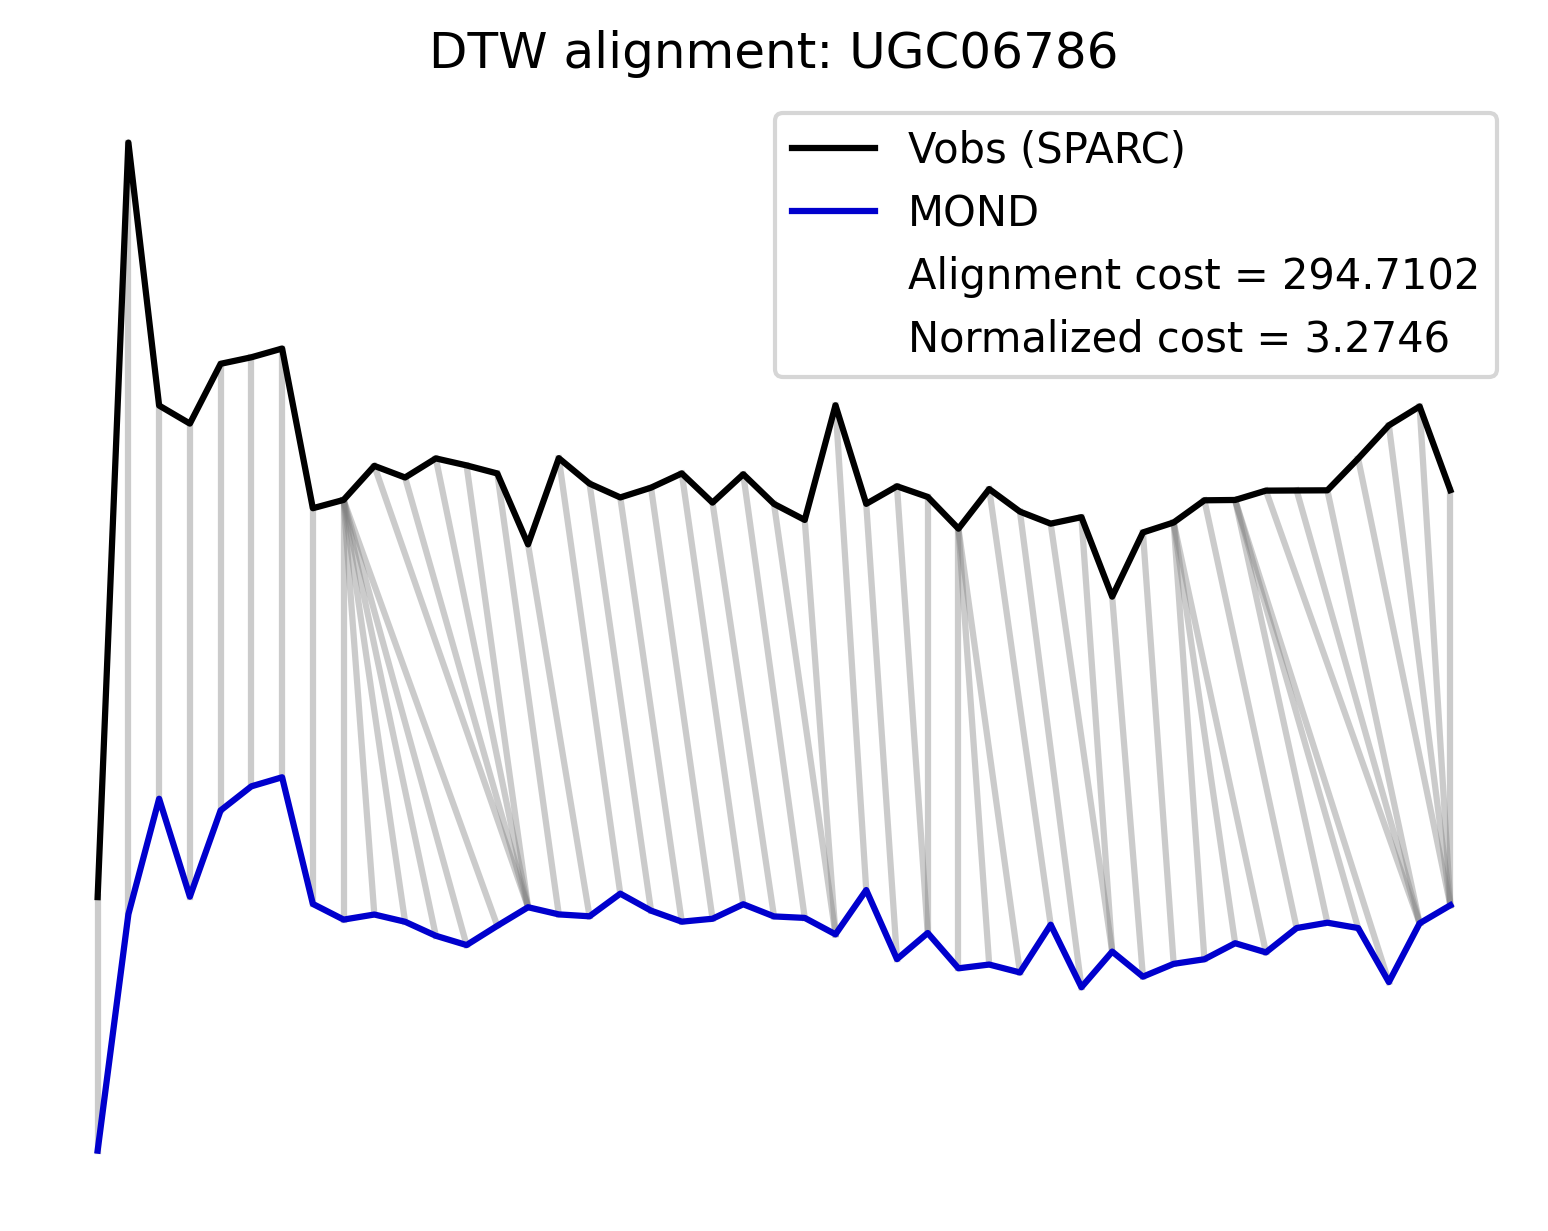 DTW alignment: UGC06786
Vobs (SPARC)
MOND
Alignment cost = 294.7102
Normalized cost = 3.2746